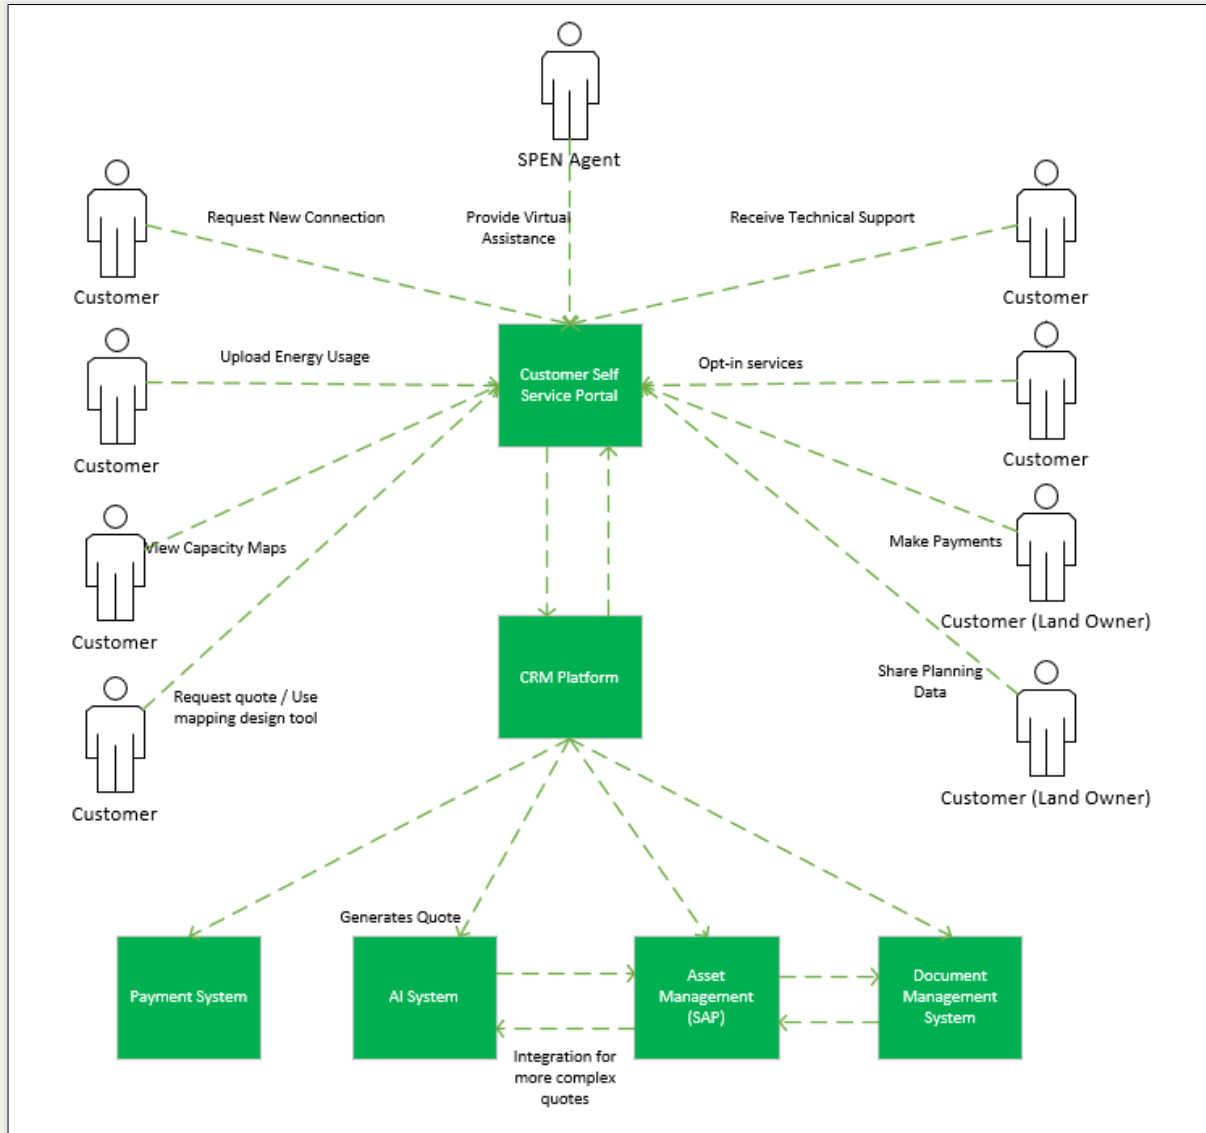 SPEN Agent
Request New Connection
Provide Virtual
Assistance
Receive Technical Support
Customer
Customer
Upload Energy Usage
Customer Self
Service Portal
Opt-in services
Customer
Customer
View Capacity Maps
Make Payments
Customer
Customer (Land Owner)
Request quote / Use
mapping design tool
CRM Platform
Share Planning
Data
Customer
Customer (Land Owner)
Generates Quote
Payment System
AI System
Asset
Management
(SAP)
Document
Management
System
Integration for
more complex
quotes